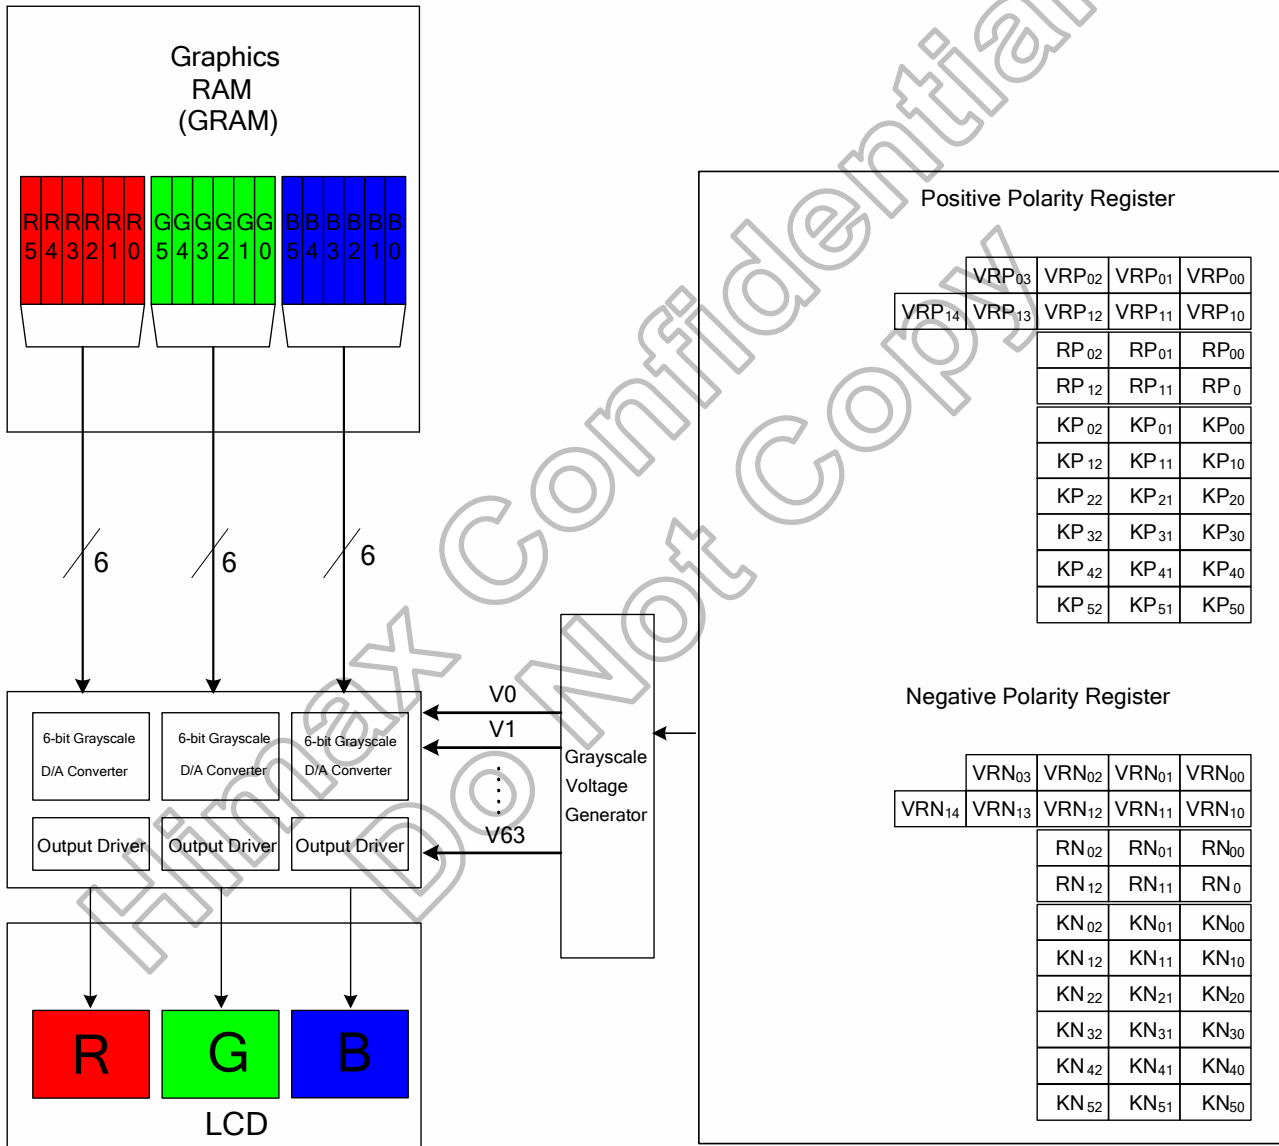 Graphics
RAM
(GRAM)
R5 R4 R3 R2 R1 R0 G5 G4 G3 G2 G1 G0 B5 B4 B3 B2 B1 B0
6 6 6
6-bit Grayscale D/A Converter
6-bit Grayscale D/A Converter
6-bit Grayscale D/A Converter
Output Driver Output Driver Output Driver
V0
V1
V63
Grayscale
Voltage
Generator
R G B
LCD
Positive Polarity Register
VRP03 VRP02 VRP01 VRP00
VRP14 VRP13 VRP12 VRP11 VRP10
RP02 RP01 RP00
RP12 RP11 RP0
KP02 KP01 KP00
KP12 KP11 KP10
KP22 KP21 KP20
KP32 KP31 KP30
KP42 KP41 KP40
KP52 KP51 KP50
Negative Polarity Register
VRN03 VRN02 VRN01 VRN00
VRN14 VRN13 VRN12 VRN11 VRN10
RN02 RN01 RN00
RN12 RN11 RN0
KN02 KN01 KN00
KN12 KN11 KN10
KN22 KN21 KN20
KN32 KN31 KN30
KN42 KN41 KN40
KN52 KN51 KN50
Himax Confidential
Do Not Copy